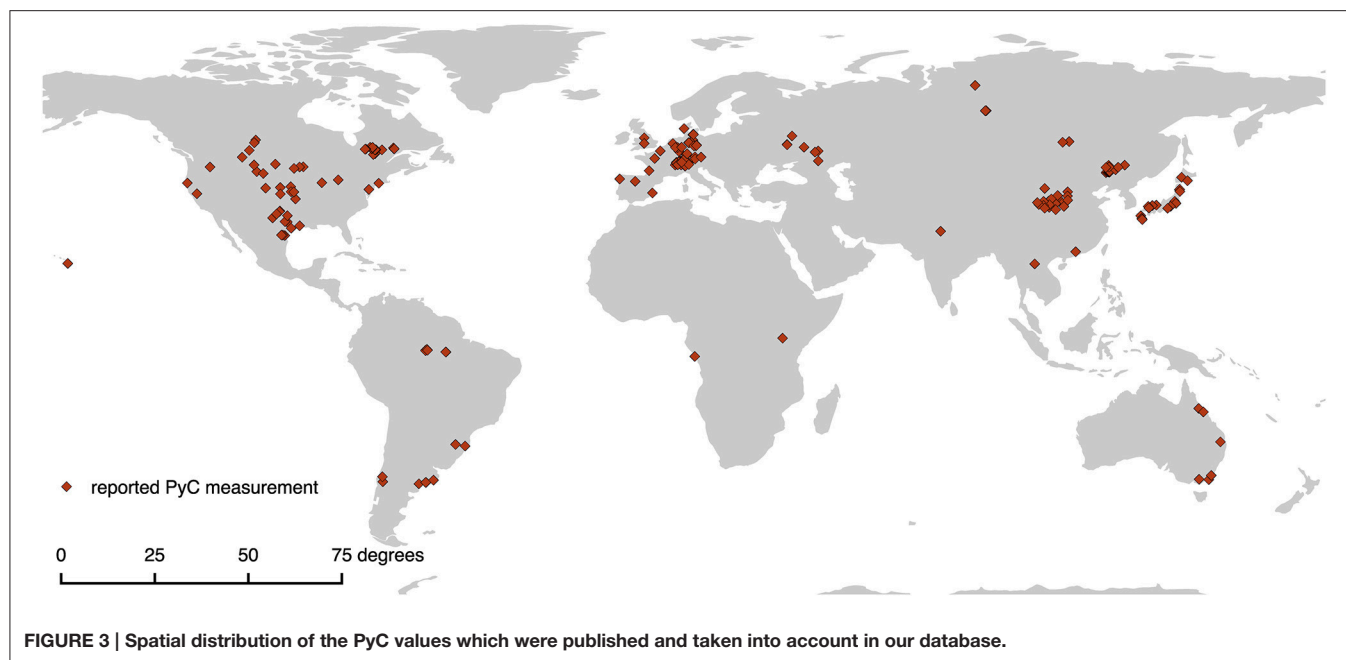 reported PyC measurement
0 25 50 75 degrees
FIGURE 3 | Spatial distribution of the PyC values which were published and taken into account in our database.